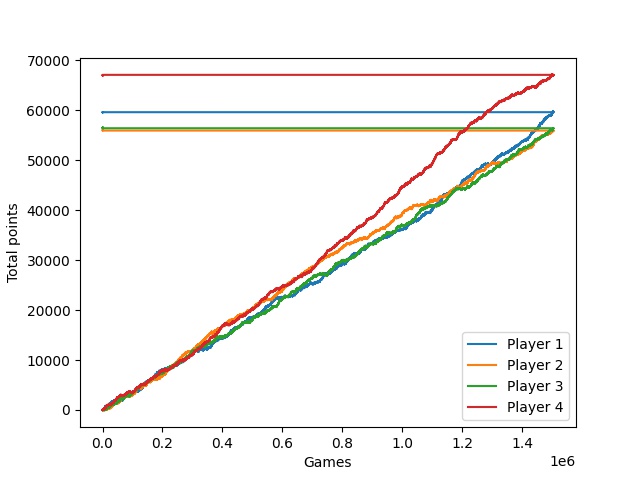 70000
60000
50000
40000
30000
20000
10000
0
Total points
0.0 0.2 0.4 0.6 0.8 1.0 1.2 1.4
1e6
Games
Player 1
Player 2
Player 3
Player 4